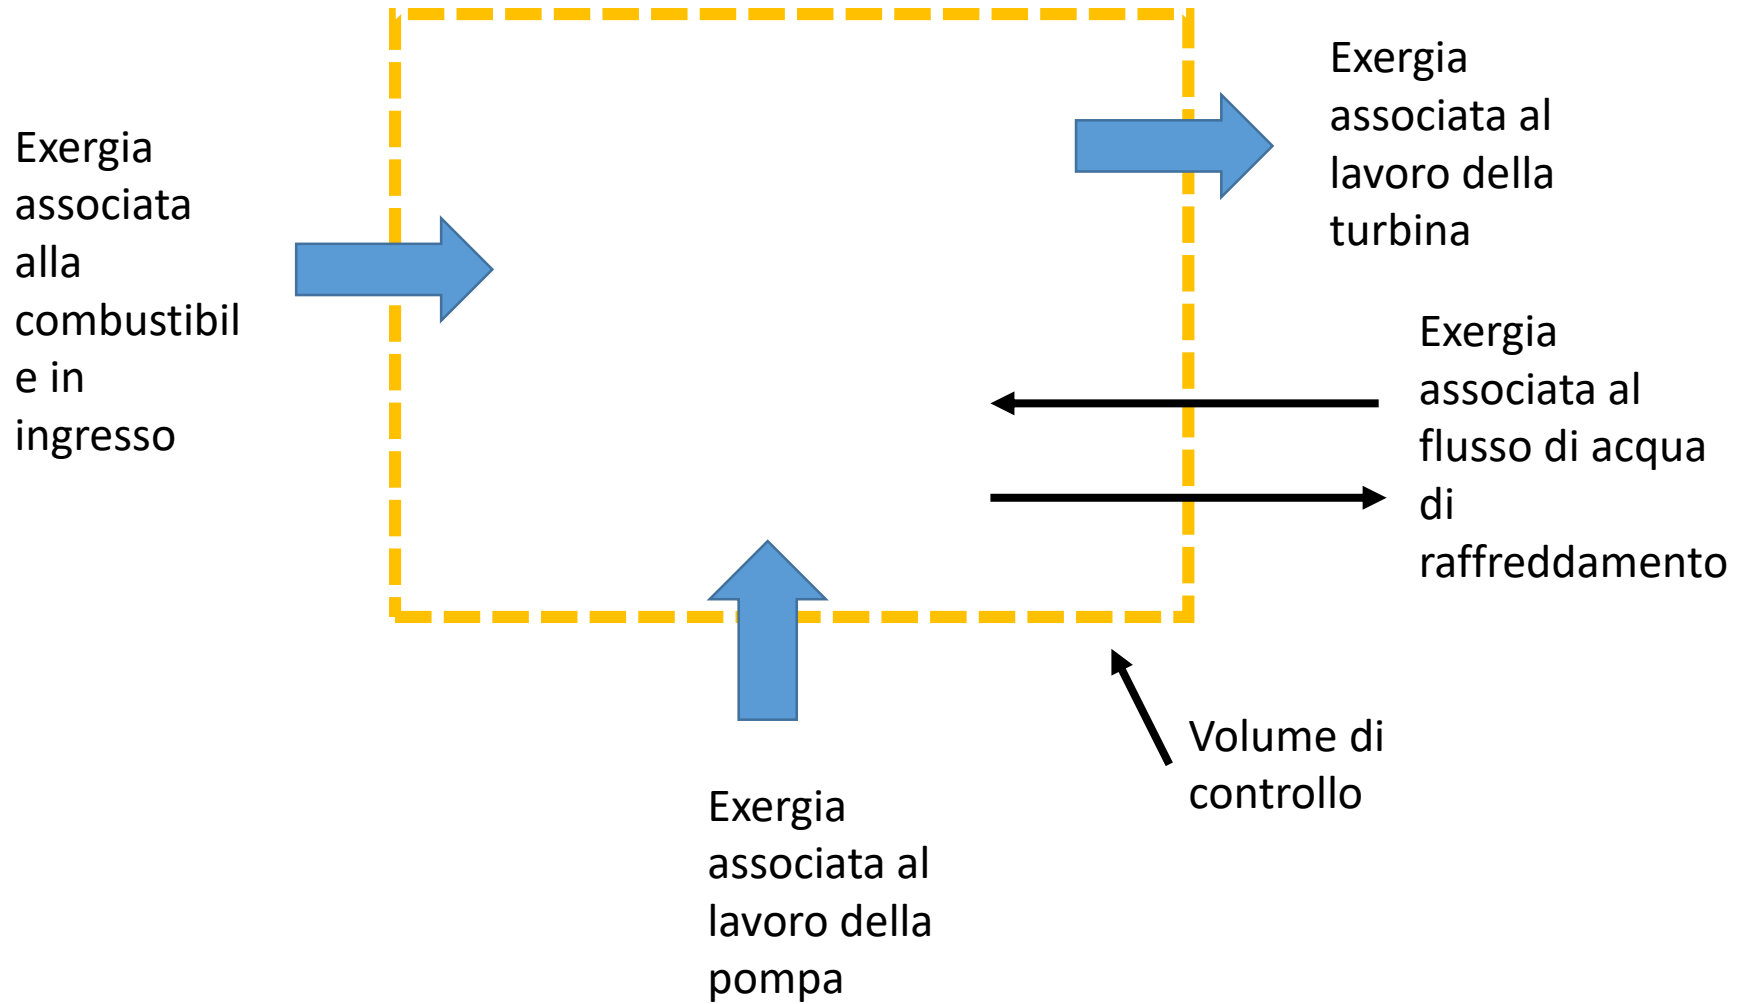 Exergia
associata
alla
combustibil
e in
ingresso
Exergia
associata al
lavoro della
turbina
Exergia
associata al
flusso di acqua
di
raffreddamento
Volume di
controllo
Exergia
associata al
lavoro della
pompa